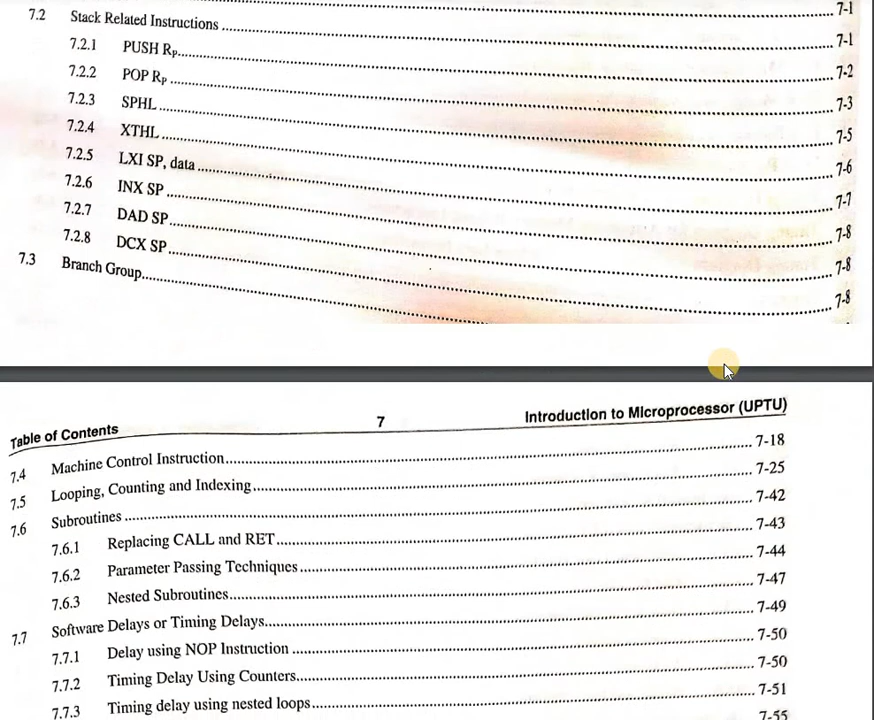 7-1
7.2 Stack Related Instructions ........ 7-1
7.2.1 PUSH Rp ........ 7-2
7.2.2 POP Rp ........ 7-3
7.2.3 SPHL ........ 7-5
7.2.4 XTHL ........ 7-6
7.2.5 LXI SP, data ........ 7-7
7.2.6 INX SP ........ 7-8
7.2.7 DAD SP ........ 7-8
7.2.8 DCX SP ........ 7-8
7.3 Branch Group ........
Table of Contents 7 Introduction to Microprocessor (UPTU)
7.4 Machine Control Instruction ........ 7-18
7.5 Looping, Counting and Indexing ........ 7-25
7.6 Subroutines ........ 7-42
7.6.1 Replacing CALL and RET ........ 7-43
7.6.2 Parameter Passing Techniques ........ 7-44
7.6.3 Nested Subroutines ........ 7-47
7.7 Software Delays or Timing Delays ........ 7-49
7.7.1 Delay using NOP Instruction ........ 7-50
7.7.2 Timing Delay Using Counters ........ 7-50
7.7.3 Timing delay using nested loops ........ 7-51
7-55